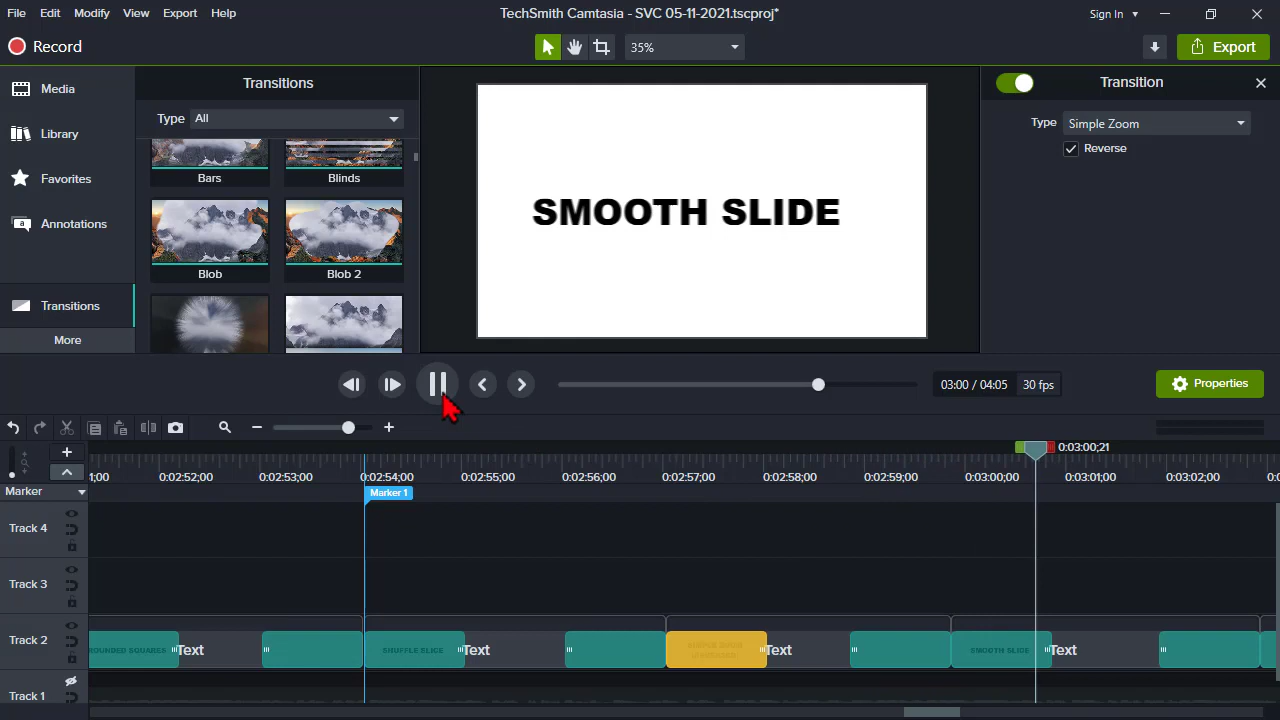 File Edit Modify View Export Help
TechSmith Camtasia - SVC 05-11-2021.tscproj*
Sign In
Record
35%
Export
Media
Library
Favorites
Annotations
Transitions
More
Transitions
Type All
Bars Blinds
Blob Blob 2
SMOOTH SLIDE
Transition
Type Simple Zoom
Reverse
03:00 / 04:05 30 fps
Properties
0:03:00;21
1;00 0:02:52;00 0:02:53;00 0:02:54;00 0:02:55;00 0:02:56;00 0:02:57;00 0:02:58;00 0:02:59;00 0:03:00;00 0:03:01;00 0:03:02;00
Marker
Marker 1
Track 4
Track 3
Track 2
ROUNDED SQUARES Text SHUFFLE SLICE Text Text SMOOTH SLIDE Text
Track 1